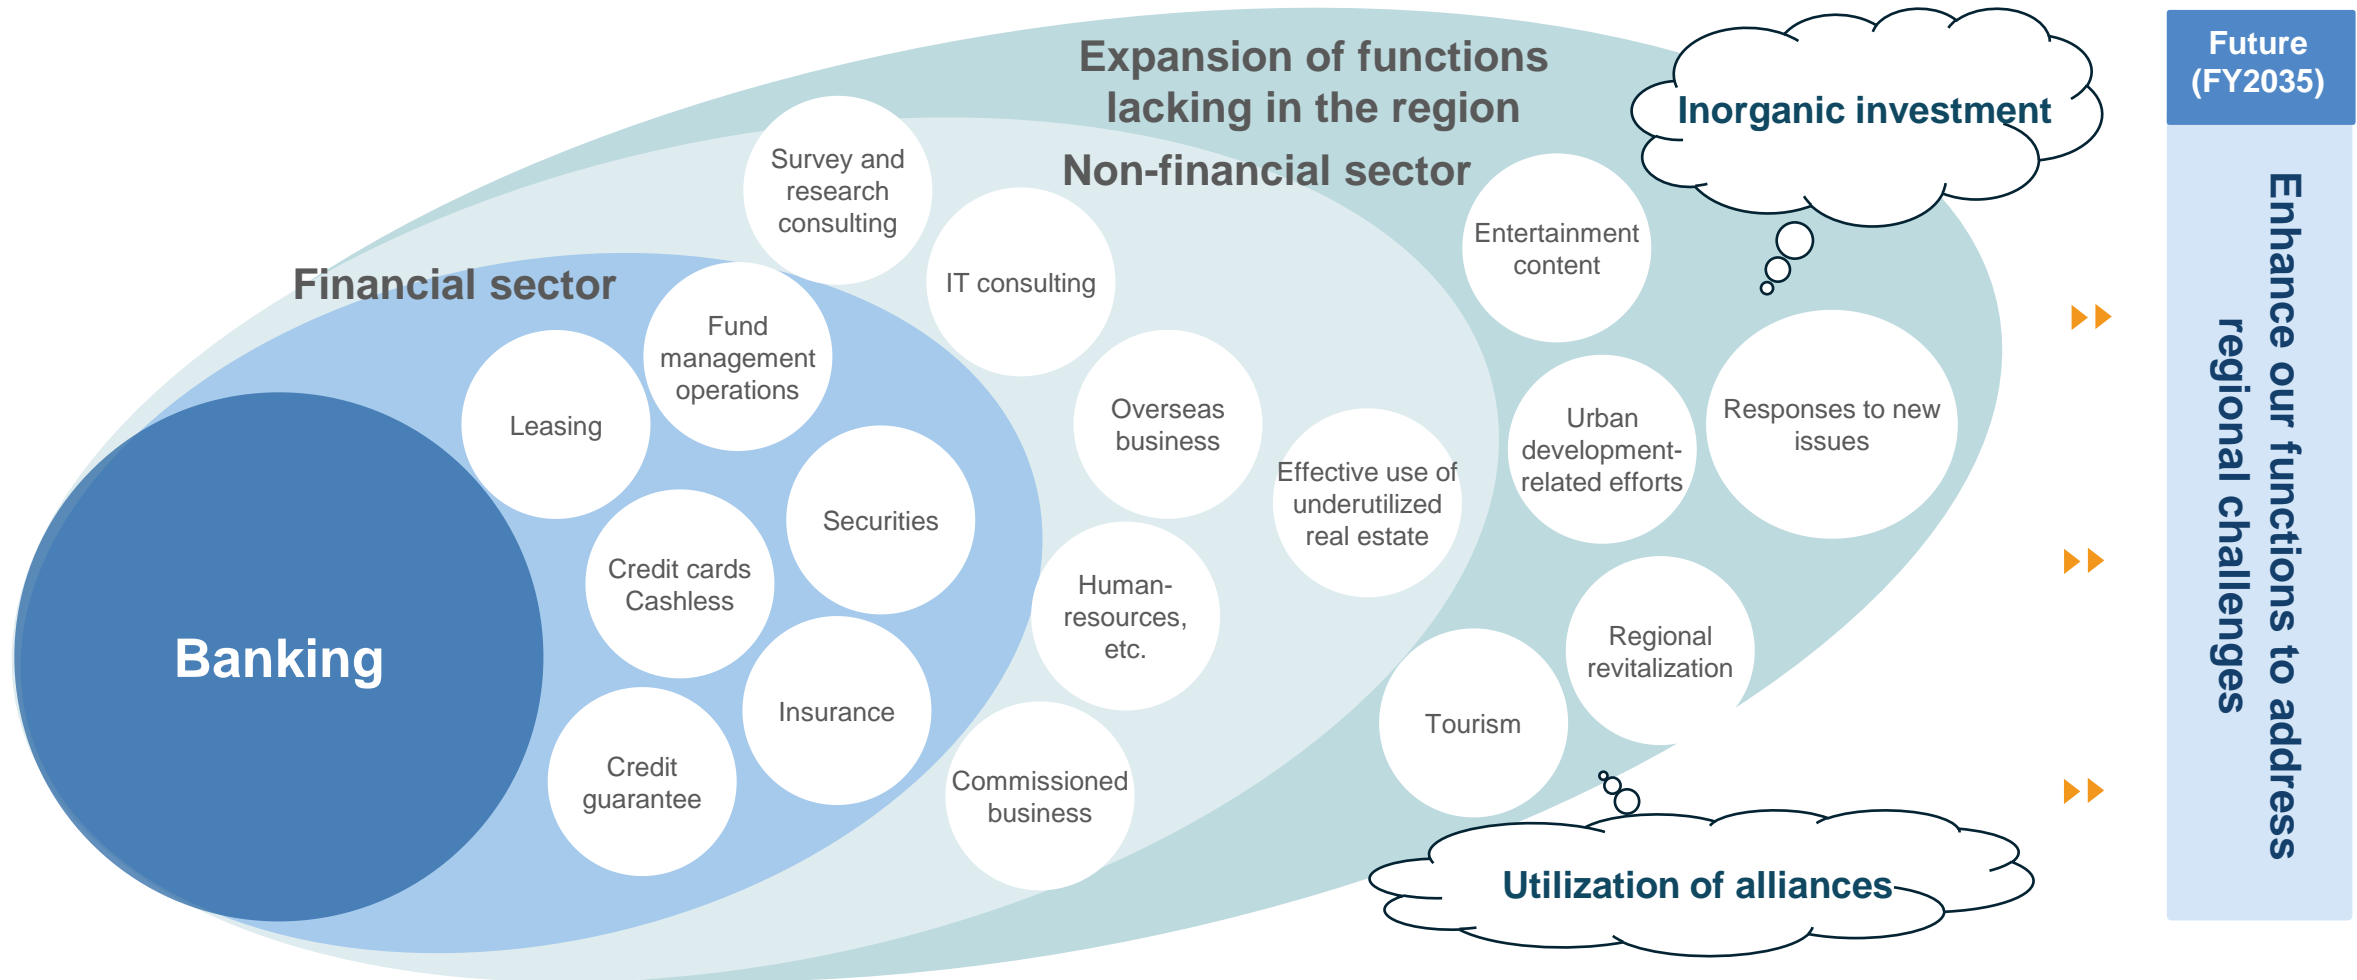 Expansion of functions
lacking in the region
Non-financial sector
Financial sector
Banking
Leasing
Fund
management
operations
Credit cards
Cashless
Securities
Credit
guarantee
Insurance
Survey and
research
consulting
IT consulting
Overseas
business
Effective use of
underutilized
real estate
Human-
resources,
etc.
Commissioned
business
Entertainment
content
Urban
development-
related efforts
Responses to new
issues
Regional
revitalization
Tourism
Inorganic investment
Utilization of alliances
Future
(FY2035)
Enhance our functions to address
regional challenges